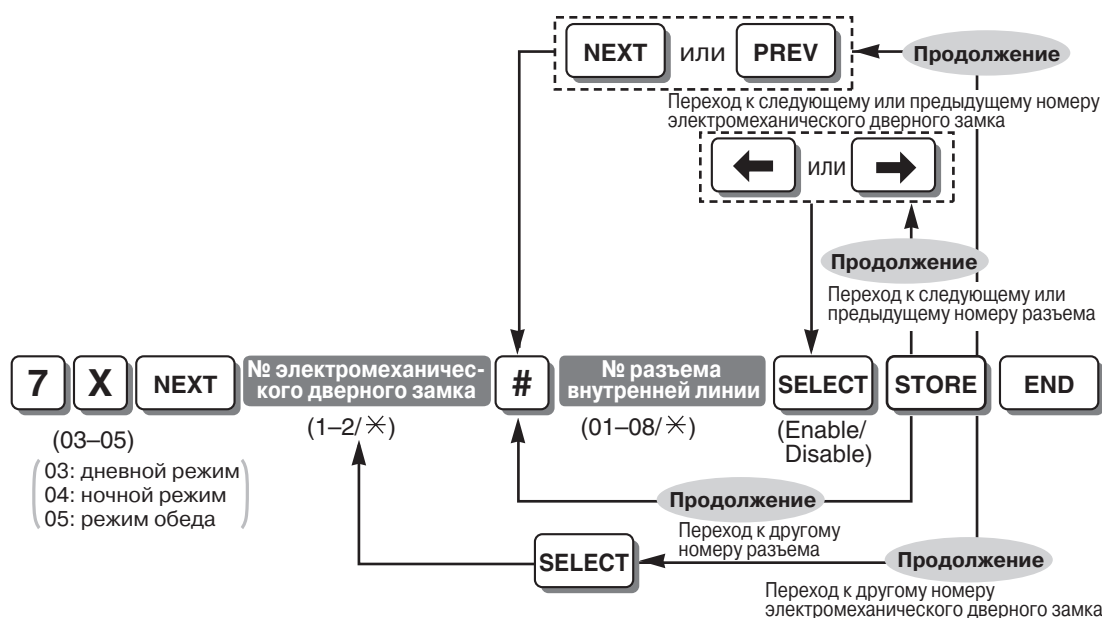 NEXT или PREV
Продолжение
Переход к следующему или предыдущему номеру
электромеханического дверного замка
← или →
Продолжение
Переход к следующему или
предыдущему номеру разъема
7 X NEXT
№ электромеханичес-
кого дверного замка
#
№ разъема
внутренней линии
SELECT STORE END
(03–05)
03: дневной режим
04: ночной режим
05: режим обеда
(1–2/✳)
(01–08/✳)
(Enable/
Disable)
Продолжение
Переход к другому
номеру разъема
SELECT
Продолжение
Переход к другому номеру
электромеханического дверного замка